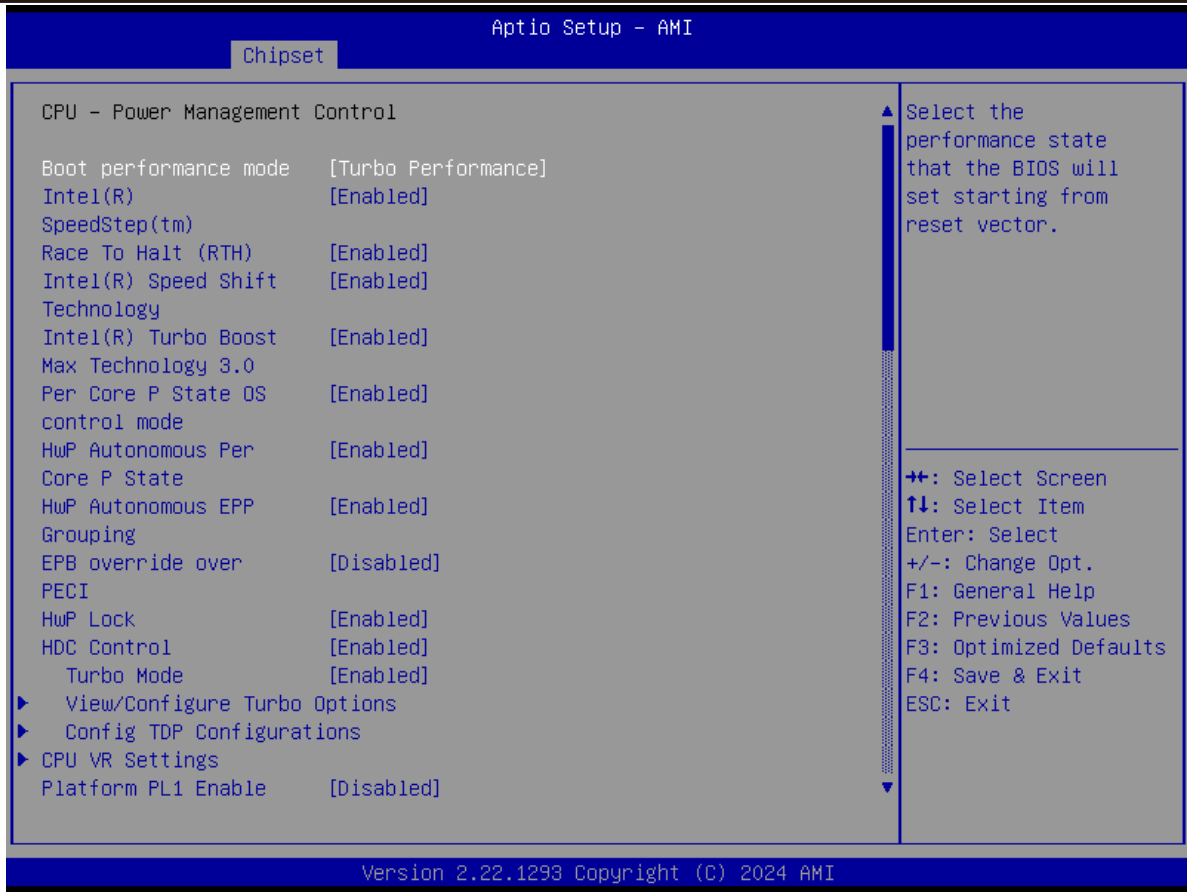 Aptio Setup – AMI
Chipset
CPU – Power Management Control
Boot performance mode [Turbo Performance]
Intel(R) [Enabled]
SpeedStep(tm)
Race To Halt (RTH) [Enabled]
Intel(R) Speed Shift [Enabled]
Technology
Intel(R) Turbo Boost [Enabled]
Max Technology 3.0
Per Core P State OS [Enabled]
control mode
HwP Autonomous Per [Enabled]
Core P State
HwP Autonomous EPP [Enabled]
Grouping
EPB override over [Disabled]
PECI
HwP Lock [Enabled]
HDC Control [Enabled]
Turbo Mode [Enabled]
View/Configure Turbo Options
Config TDP Configurations
CPU VR Settings
Platform PL1 Enable [Disabled]
Select the
performance state
that the BIOS will
set starting from
reset vector.
→←: Select Screen
↑↓: Select Item
Enter: Select
+/-: Change Opt.
F1: General Help
F2: Previous Values
F3: Optimized Defaults
F4: Save & Exit
ESC: Exit
Version 2.22.1293 Copyright (C) 2024 AMI